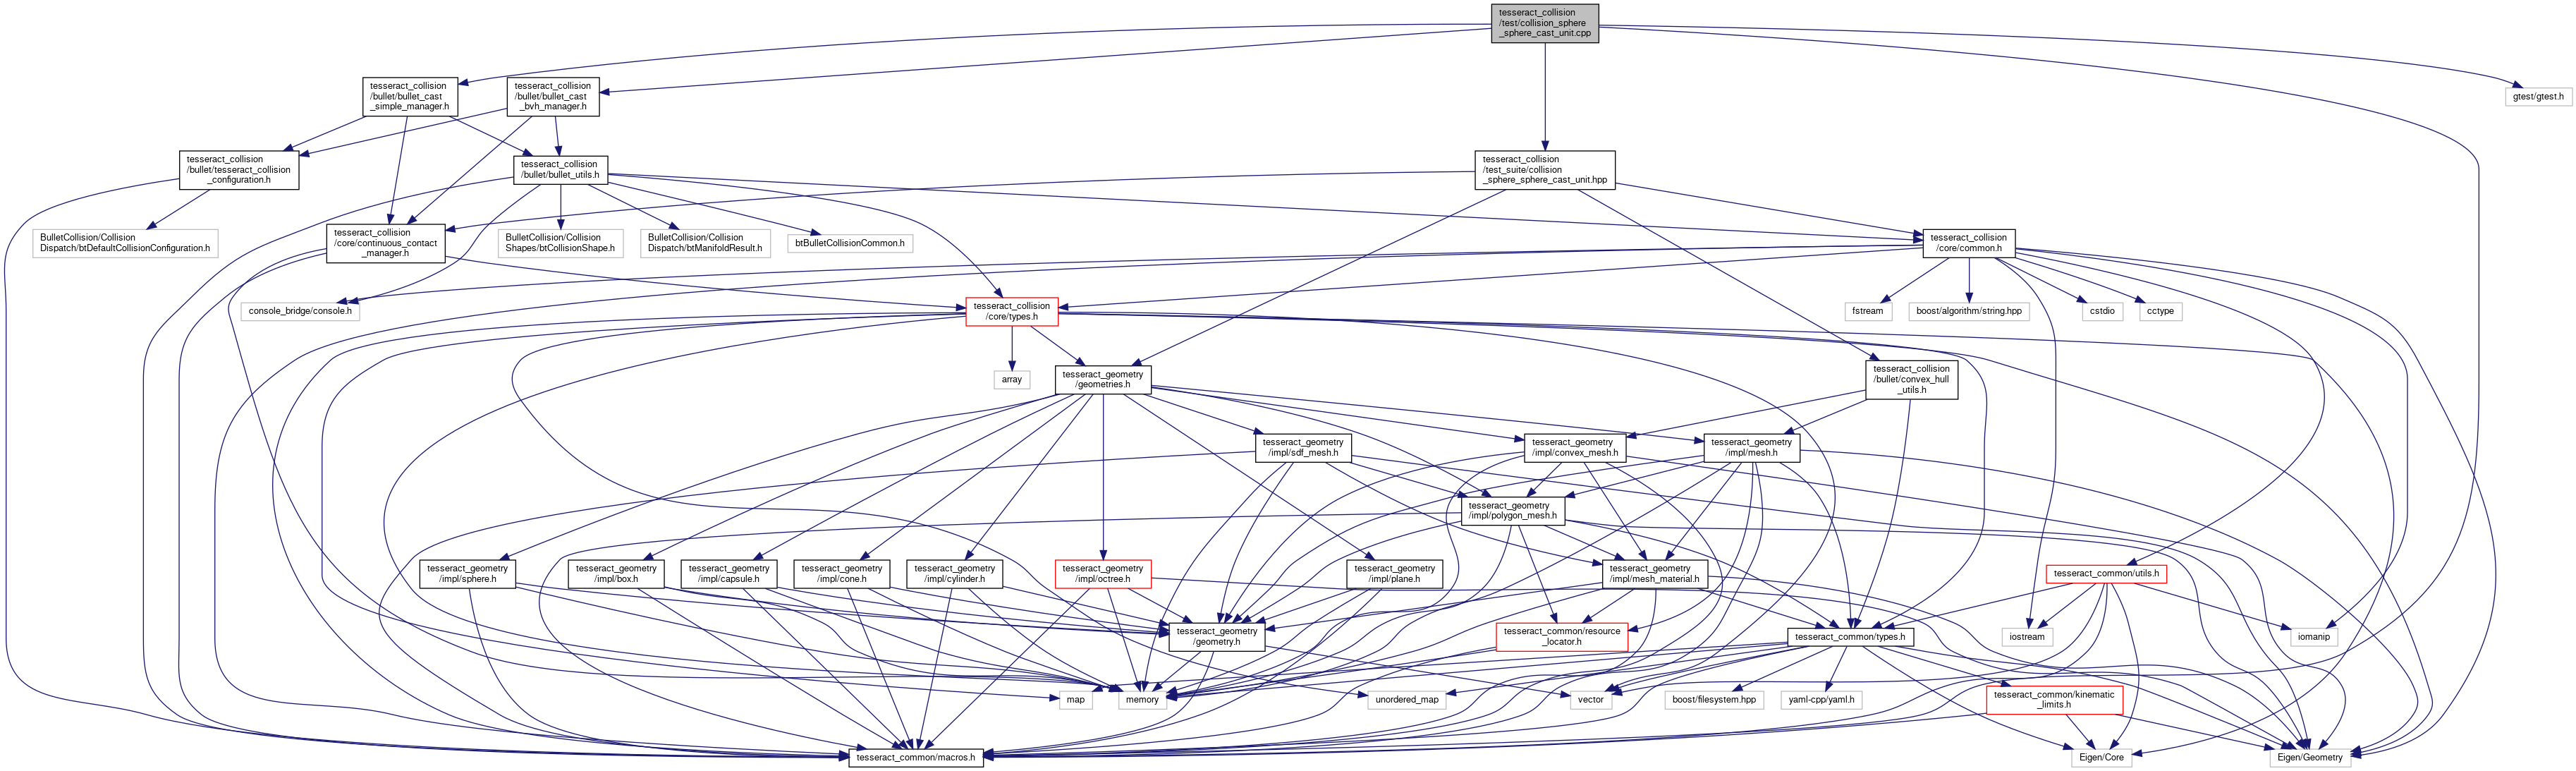 tesseract_collision
/test/collision_sphere
_sphere_cast_unit.cpp
tesseract_collision
/bullet/bullet_cast
_simple_manager.h
tesseract_collision
/bullet/bullet_cast
_bvh_manager.h
gtest/gtest.h
tesseract_collision
/bullet/tesseract_collision
_configuration.h
tesseract_collision
/bullet/bullet_utils.h
tesseract_collision
/test_suite/collision
_sphere_sphere_cast_unit.hpp
BulletCollision/Collision
Dispatch/btDefaultCollisionConfiguration.h
tesseract_collision
/core/continuous_contact
_manager.h
BulletCollision/Collision
Shapes/btCollisionShape.h
BulletCollision/Collision
Dispatch/btManifoldResult.h
btBulletCollisionCommon.h
tesseract_collision
/core/common.h
console_bridge/console.h
tesseract_collision
/core/types.h
fstream
boost/algorithm/string.hpp
cstdio
cctype
array
tesseract_geometry
/geometries.h
tesseract_collision
/bullet/convex_hull
_utils.h
tesseract_geometry
/impl/sdf_mesh.h
tesseract_geometry
/impl/convex_mesh.h
tesseract_geometry
/impl/mesh.h
tesseract_geometry
/impl/polygon_mesh.h
tesseract_geometry
/impl/sphere.h
tesseract_geometry
/impl/box.h
tesseract_geometry
/impl/capsule.h
tesseract_geometry
/impl/cone.h
tesseract_geometry
/impl/cylinder.h
tesseract_geometry
/impl/octree.h
tesseract_geometry
/impl/plane.h
tesseract_geometry
/impl/mesh_material.h
tesseract_common/utils.h
tesseract_geometry
/geometry.h
tesseract_common/resource
_locator.h
tesseract_common/types.h
iostream
iomanip
map
memory
unordered_map
vector
boost/filesystem.hpp
yaml-cpp/yaml.h
tesseract_common/kinematic
_limits.h
tesseract_common/macros.h
Eigen/Core
Eigen/Geometry